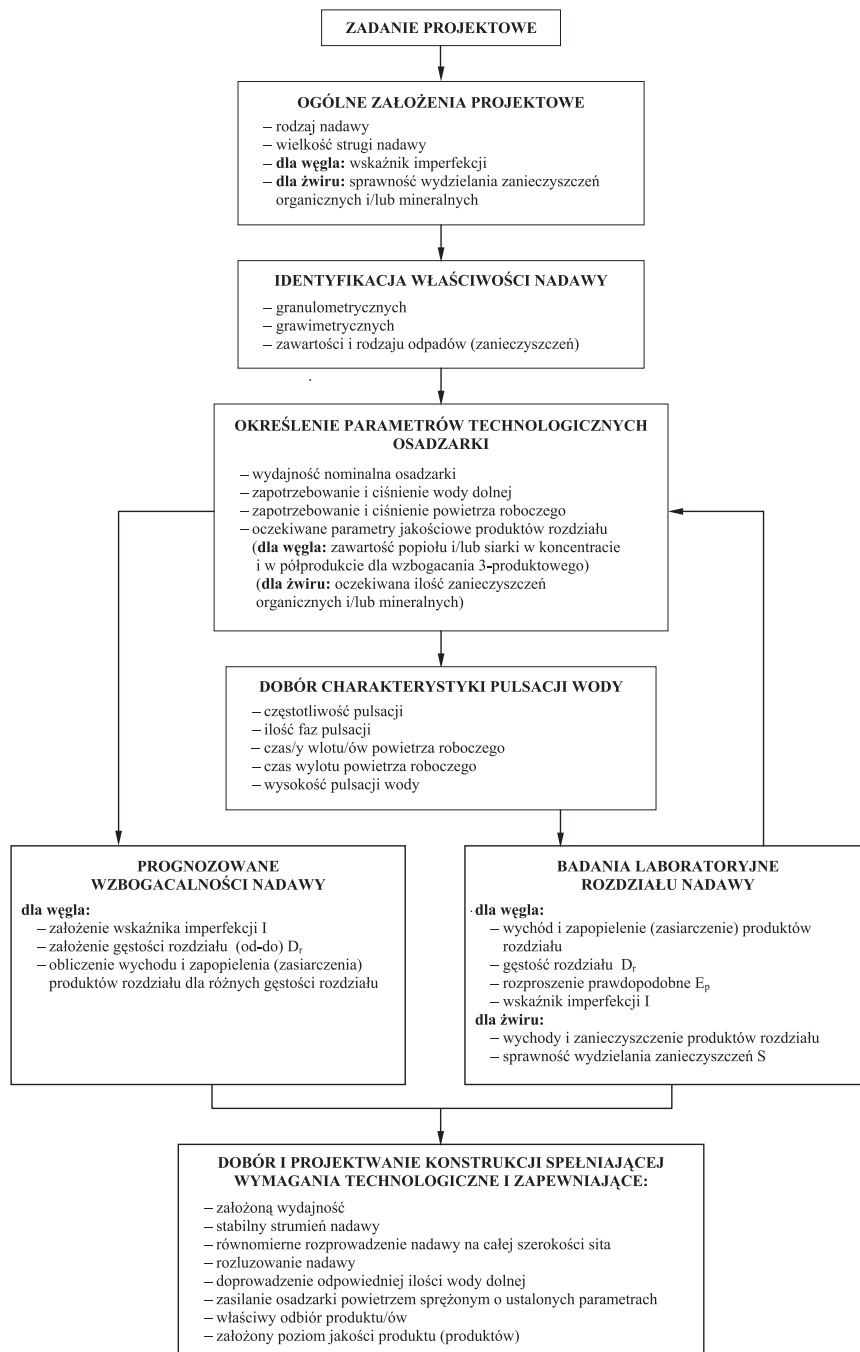 ZADANIE PROJEKTOWE
OGÓLNE ZAŁOŻENIA PROJEKTOWE
– rodzaj nadawy
– wielkość strugi nadawy
– dla węgla: wskaźnik imperfekcji
– dla żwiru: sprawność wydzielania zanieczyszczeń
organicznych i/lub mineralnych
IDENTYFIKACJA WŁAŚCIWOŚCI NADAWY
– granulometrycznych
– grawimetrycznych
– zawartości i rodzaju odpadów (zanieczyszczeń)
OKREŚLENIE PARAMETRÓW TECHNOLOGICZNYCH
OSADZARKI
– wydajność nominalna osadzarki
– zapotrzebowanie i ciśnienie wody dolnej
– zapotrzebowanie i ciśnienie powietrza roboczego
– oczekiwane parametry jakościowe produktów rozdziału
(dla węgla: zawartość popiołu i/lub siarki w koncentracie
i w półprodukcie dla wzbogacania 3-produktowego)
(dla żwiru: oczekiwana ilość zanieczyszczeń
organicznych i/lub mineralnych)
DOBÓR CHARAKTERYSTYKI PULSACJI WODY
– częstotliwość pulsacji
– ilość faz pulsacji
– czas/y wlotu/ów powietrza roboczego
– czas wylotu powietrza roboczego
– wysokość pulsacji wody
PROGNOZOWANE
WZBOGACALNOŚCI NADAWY
dla węgla:
– założenie wskaźnika imperfekcji I
– założenie gęstości rozdziału (od-do) Dr
– obliczenie wychodu i zapopielenia (zasiarczenia)
produktów rozdziału dla różnych gęstości rozdziału
BADANIA LABORATORYJNE
ROZDZIAŁU NADAWY
dla węgla:
– wychód i zapopielenie (zasiarczenie) produktów
rozdziału
– gęstość rozdziału Dr
– rozproszenie prawdopodobne Ep
– wskaźnik imperfekcji I
dla żwiru:
– wychody i zanieczyszczenie produktów rozdziału
– sprawność wydzielania zanieczyszczeń S
DOBÓR I PROJEKTWANIE KONSTRUKCJI SPEŁNIAJĄCEJ
WYMAGANIA TECHNOLOGICZNE I ZAPEWNIAJĄCE:
– założoną wydajność
– stabilny strumień nadawy
– równomierne rozprowadzenie nadawy na całej szerokości sita
– rozluzowanie nadawy
– doprowadzenie odpowiedniej ilości wody dolnej
– zasilanie osadzarki powietrzem sprężonym o ustalonych parametrach
– właściwy odbiór produktu/ów
– założony poziom jakości produktu (produktów)